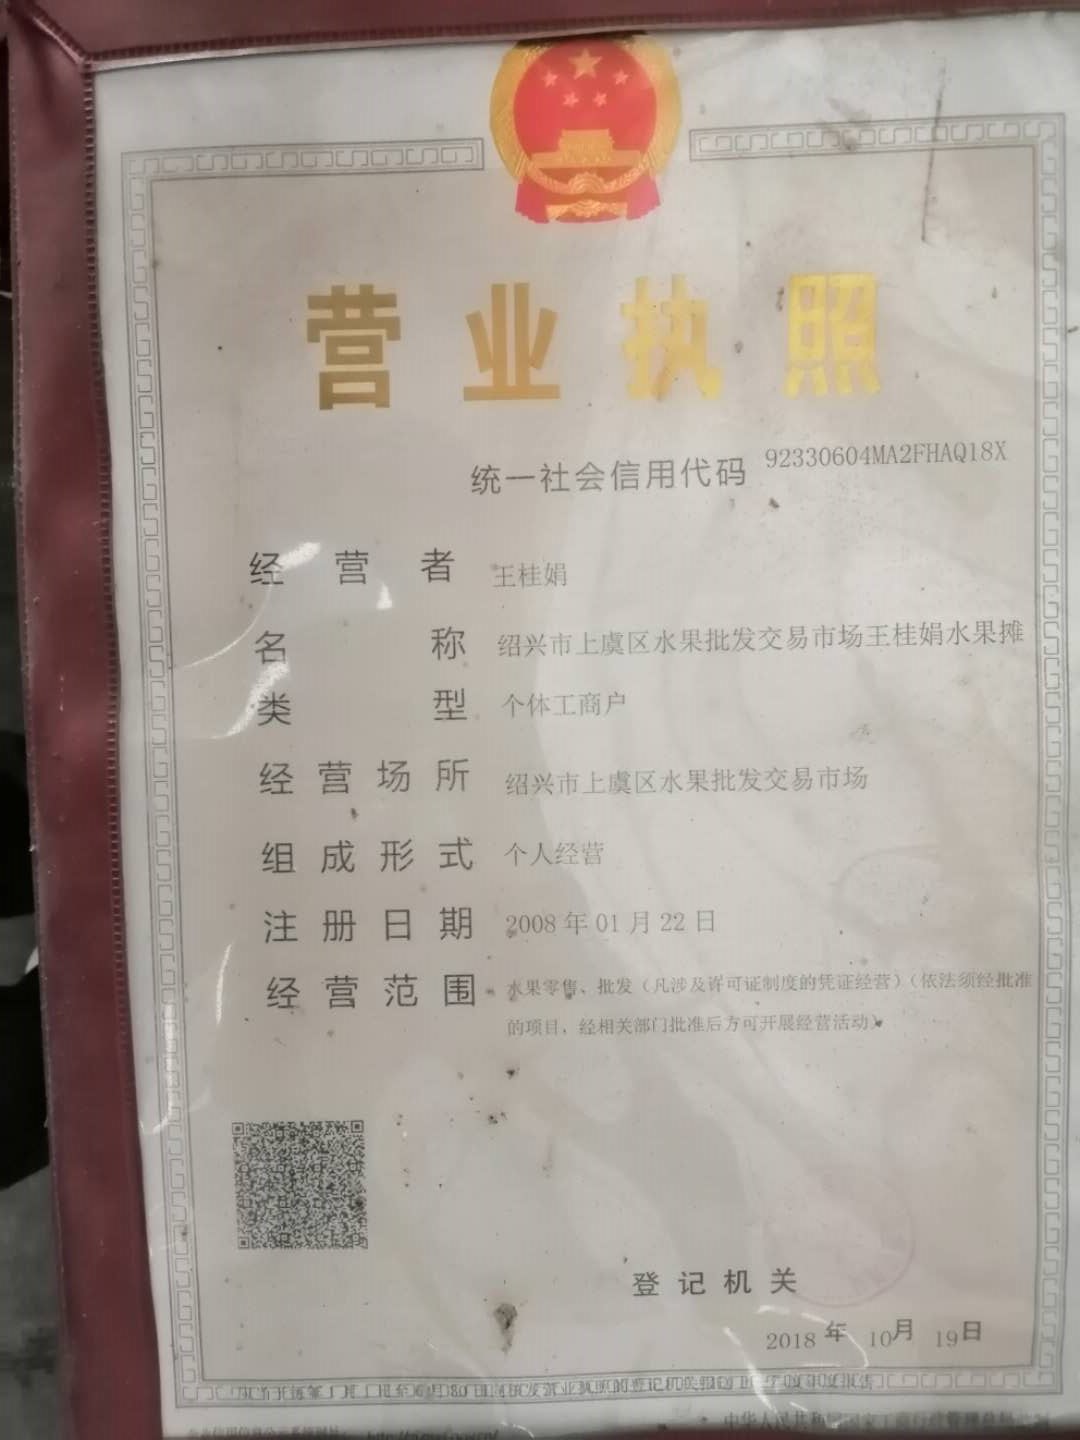 营业执照
统一社会信用代码 92330604MA2FHAQ18X
经营者 王桂娟
名称 绍兴市上虞区水果批发交易市场王桂娟水果摊
类型 个体工商户
经营场所 绍兴市上虞区水果批发交易市场
组成形式 个人经营
注册日期 2008年01月22日
经营范围 水果零售、批发（凡涉及许可证制度的凭证经营）（依法须经批准
的项目，经相关部门批准后方可开展经营活动）
登记机关
2018年10月19日